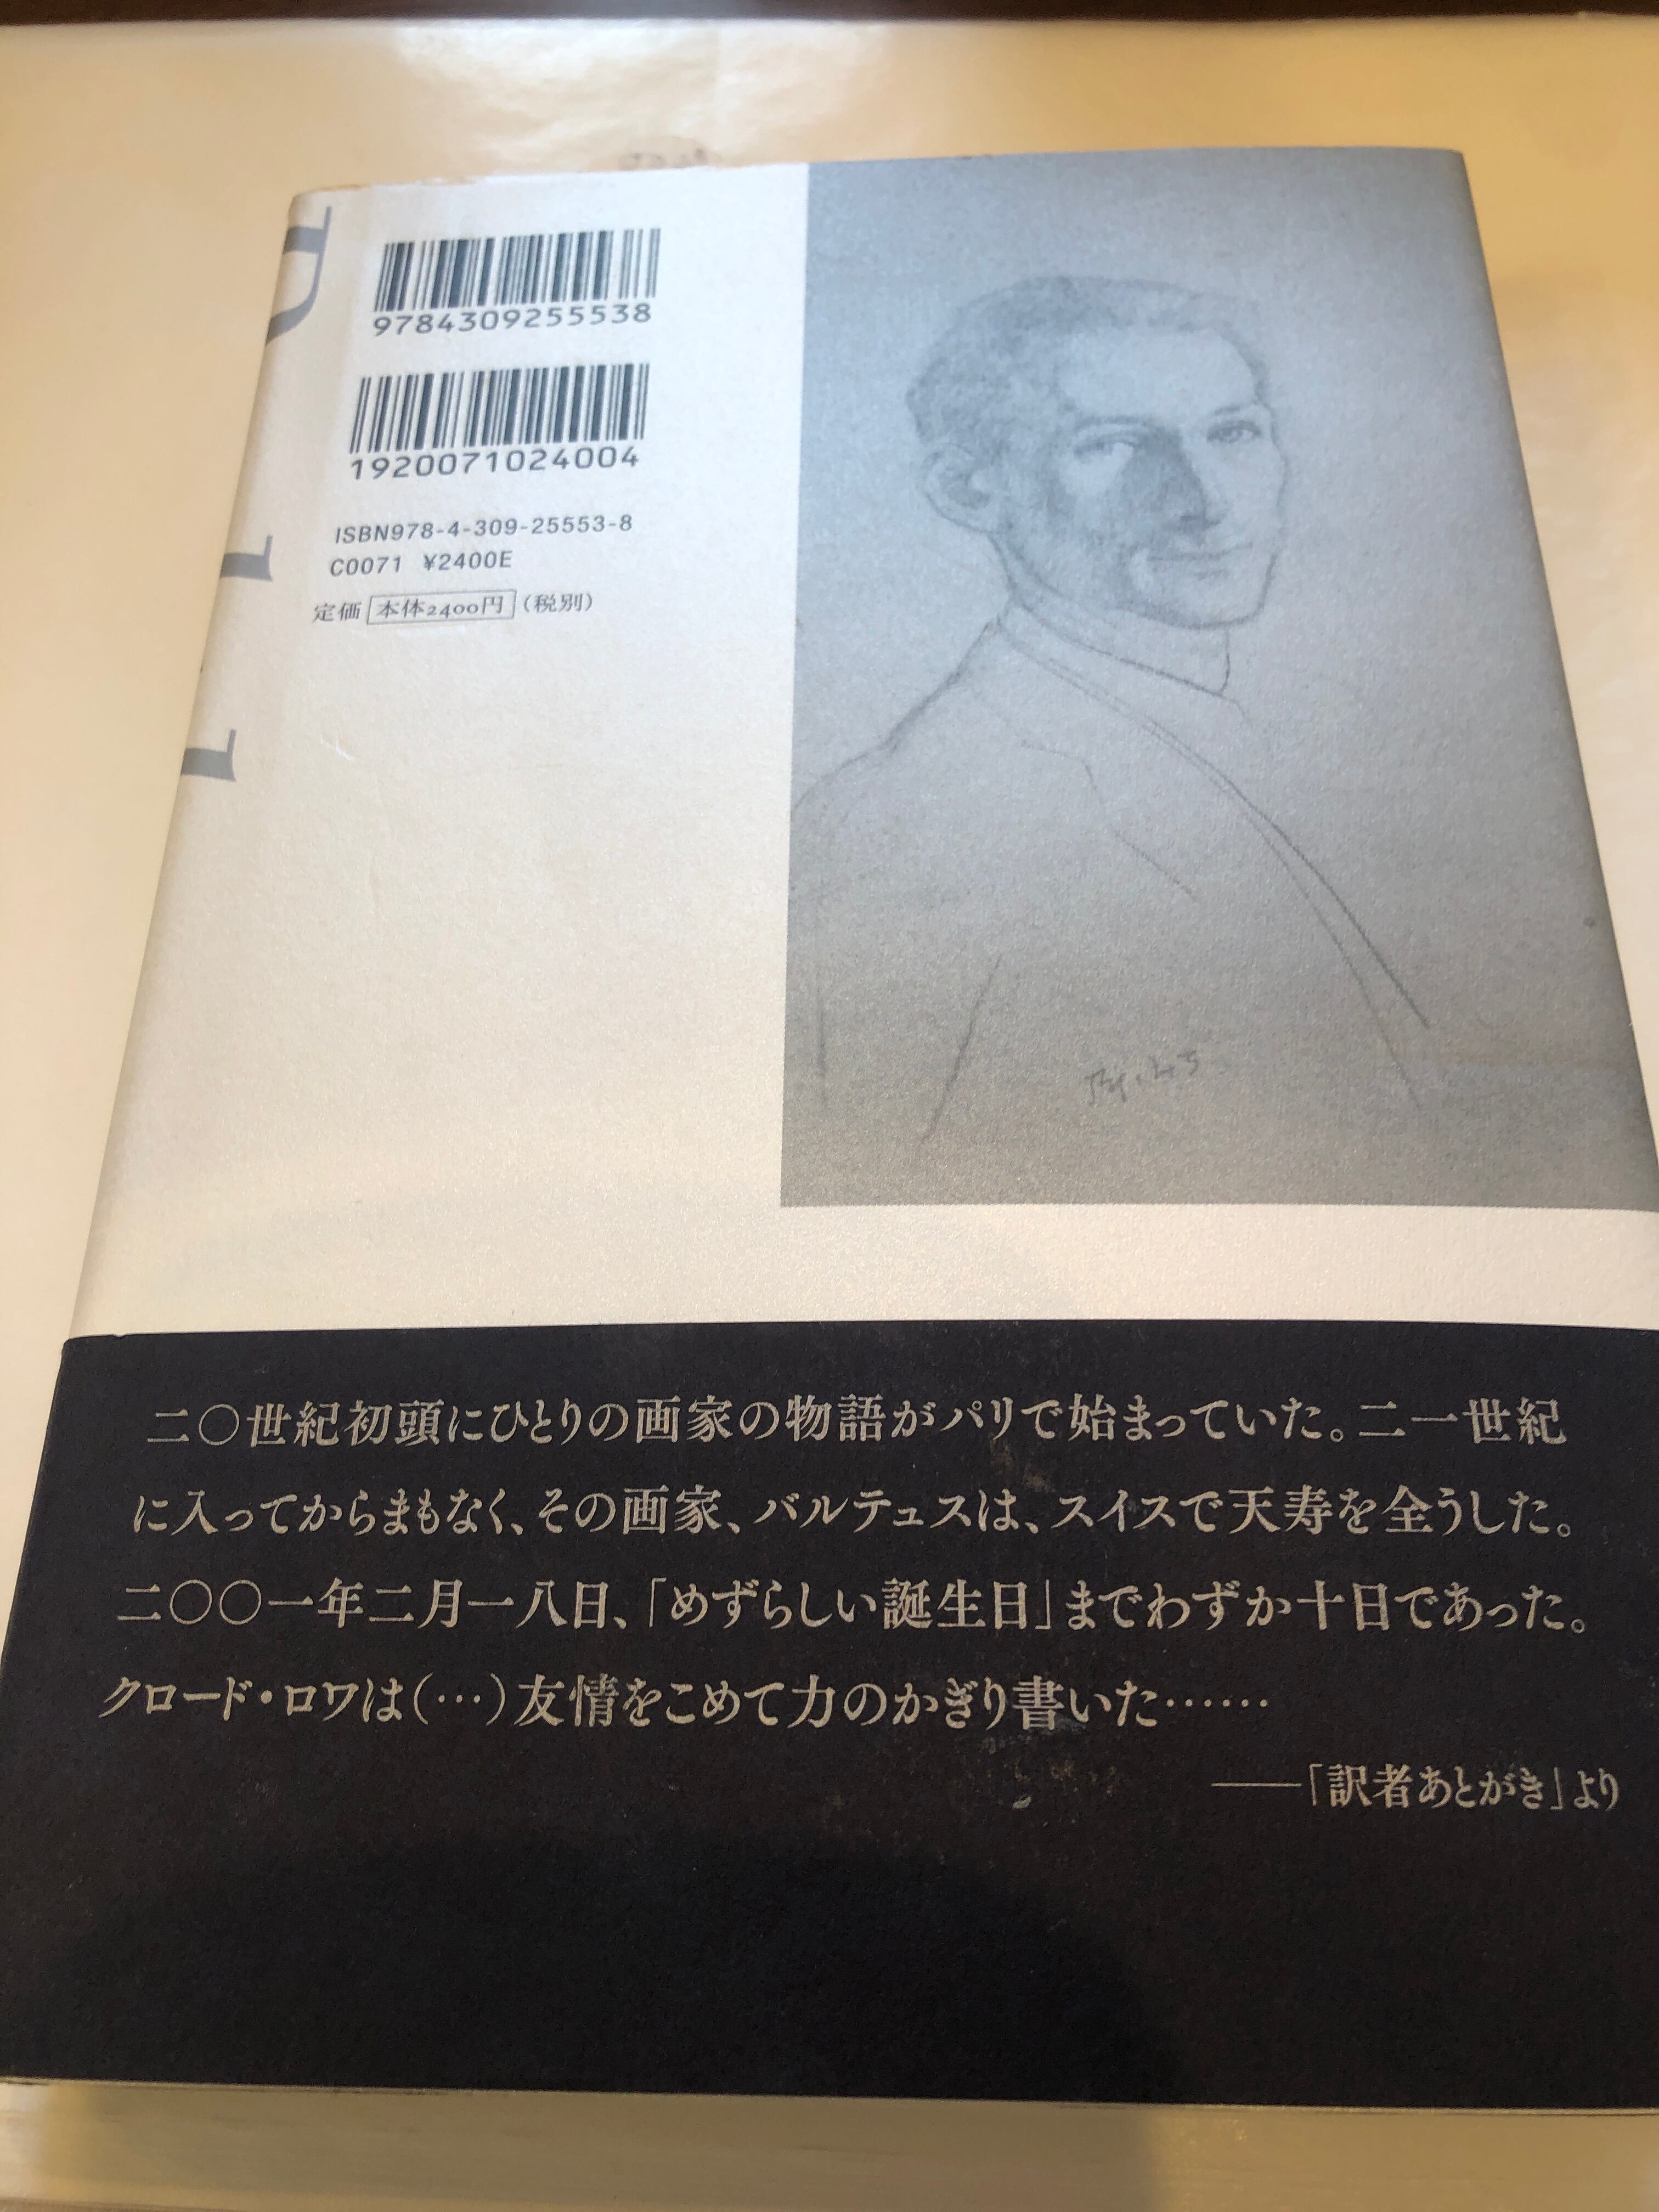 9784309255538
1920071024004
ISBN978-4-309-25553-8
C0071 ¥2400E
定価 本体2400円 (税別)
二〇世紀初頭にひとりの画家の物語がパリで始まっていた。二一世紀
に入ってからまもなく、その画家、バルテュスは、スイスで天寿を全うした。
二〇〇一年二月一八日、「めずらしい誕生日」までわずか十日であった。
クロード・ロワは(…)友情をこめて力のかぎり書いた……
――「訳者あとがき」より